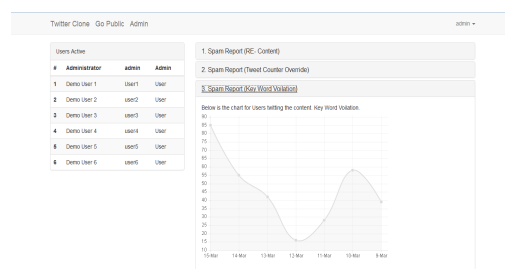 Twitter Clone Go Public Admin
admin
Users Active
# Administrator admin Admin
1 Demo User 1 User1 User
2 Demo User 2 user2 User
3 Demo User 3 user3 User
4 Demo User 4 user4 User
5 Demo User 5 user5 User
6 Demo User 6 user6 User
1. Spam Report (RE- Content)
2. Spam Report (Tweet Counter Override)
3. Spam Report (Key Word Voilation)
Below is the chart for Users twitting the content. Key Word Voilation.
90
85
80
75
70
65
60
55
50
45
40
35
30
25
20
15
10
15-Mar 14-Mar 13-Mar 12-Mar 11-Mar 10-Mar 9-Mar